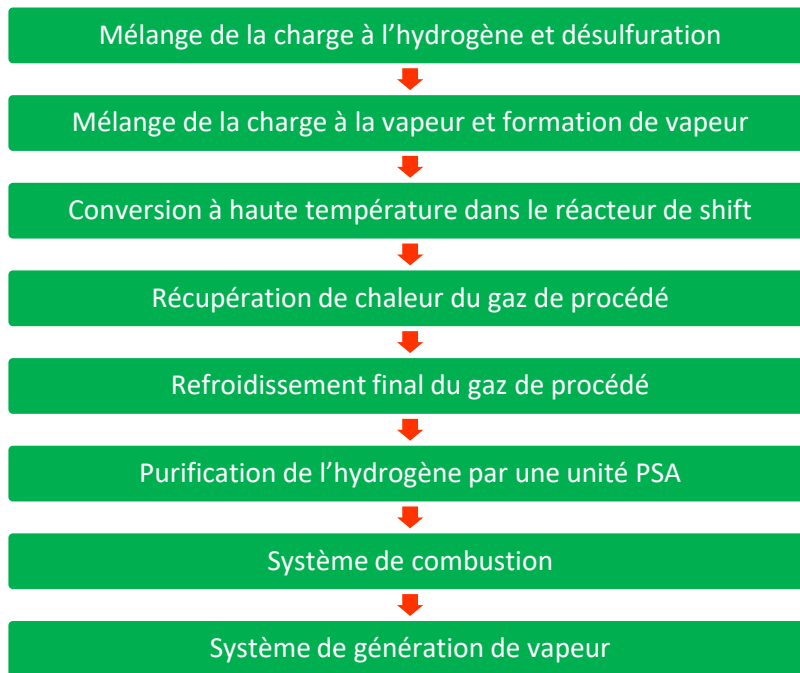 Mélange de la charge à l’hydrogène et désulfuration
Mélange de la charge à la vapeur et formation de vapeur
Conversion à haute température dans le réacteur de shift
Récupération de chaleur du gaz de procédé
Refroidissement final du gaz de procédé
Purification de l’hydrogène par une unité PSA
Système de combustion
Système de génération de vapeur